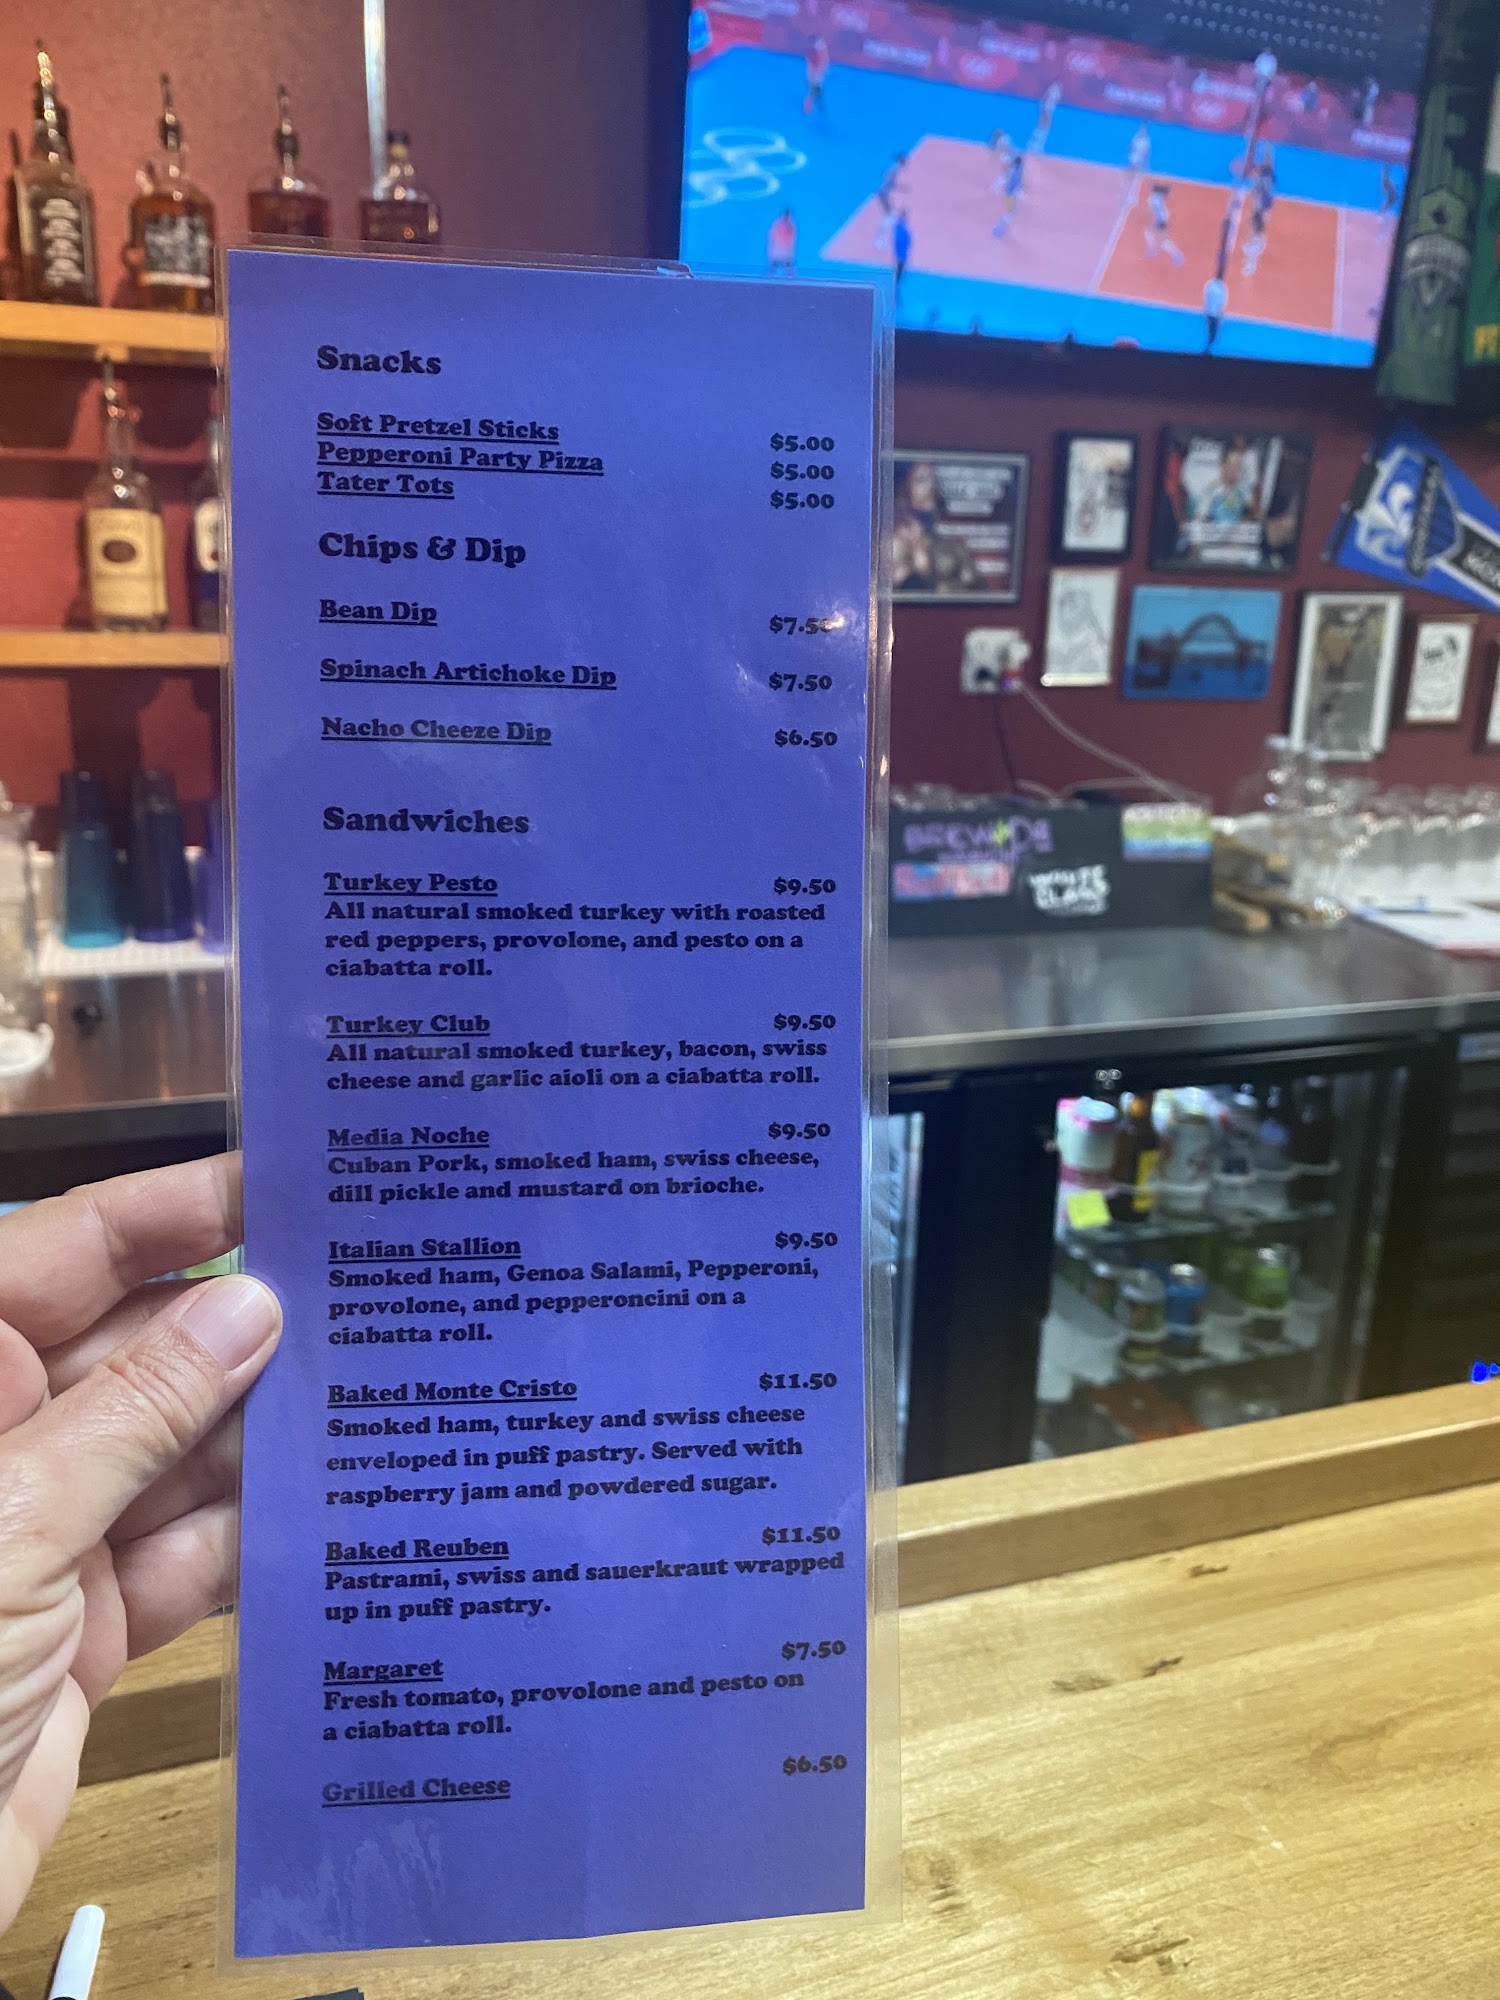 Snacks
Soft Pretzel Sticks $5.00
Pepperoni Party Pizza $5.00
Tater Tots $5.00
Chips & Dip
Bean Dip $7.50
Spinach Artichoke Dip $7.50
Nacho Cheeze Dip $6.50
Sandwiches
Turkey Pesto $9.50
All natural smoked turkey with roasted
red peppers, provolone, and pesto on a
ciabatta roll.
Turkey Club $9.50
All natural smoked turkey, bacon, swiss
cheese and garlic aioli on a ciabatta roll.
Media Noche $9.50
Cuban Pork, smoked ham, swiss cheese,
dill pickle and mustard on brioche.
Italian Stallion $9.50
Smoked ham, Genoa Salami, Pepperoni,
provolone, and pepperoncini on a
ciabatta roll.
Baked Monte Cristo $11.50
Smoked ham, turkey and swiss cheese
enveloped in puff pastry. Served with
raspberry jam and powdered sugar.
Baked Reuben $11.50
Pastrami, swiss and sauerkraut wrapped
up in puff pastry.
Margaret $7.50
Fresh tomato, provolone and pesto on
a ciabatta roll.
Grilled Cheese $6.50
WHITE
CLAW